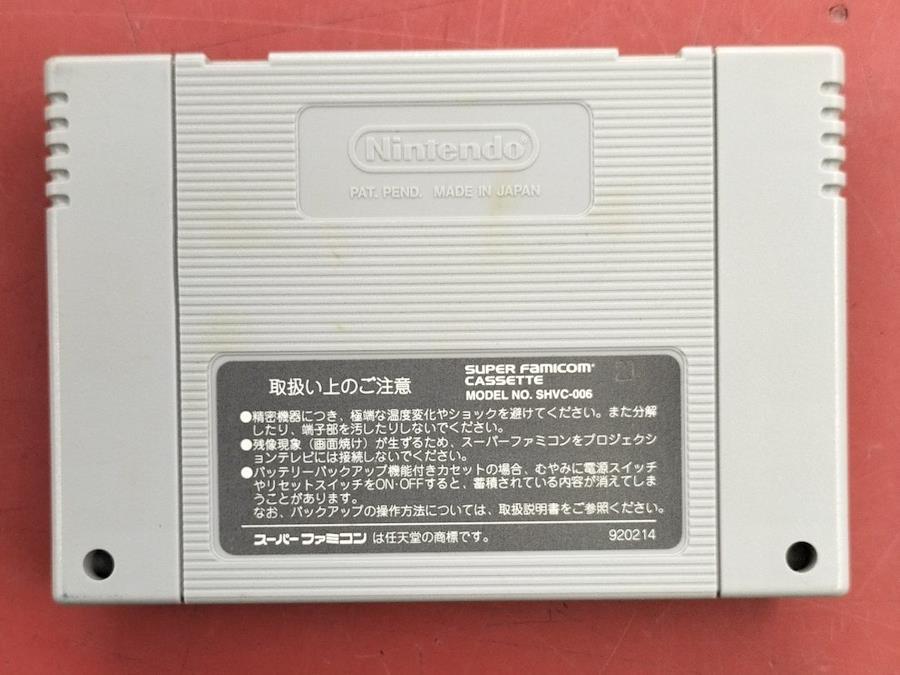 Nintendo®
PAT. PEND. MADE IN JAPAN
取扱い上のご注意
SUPER FAMICOM®
CASSETTE
MODEL NO. SHVC-006
●精密機器につき、極端な温度変化やショックを避けてください。また分解
したり、端子部を汚したりしないでください。
●残像現象（画面焼け）が生ずるため、スーパーファミコンをプロジェクシ
ョンテレビには接続しないでください。
●バッテリーバックアップ機能付きカセットの場合、むやみに電源スイッチ
やリセットスイッチをON・OFFすると、蓄積されている内容が消えてしま
うことがあります。
なお、バックアップの操作方法については、取扱説明書をご参照ください。
スーパーファミコンは任天堂の商標です。
920214